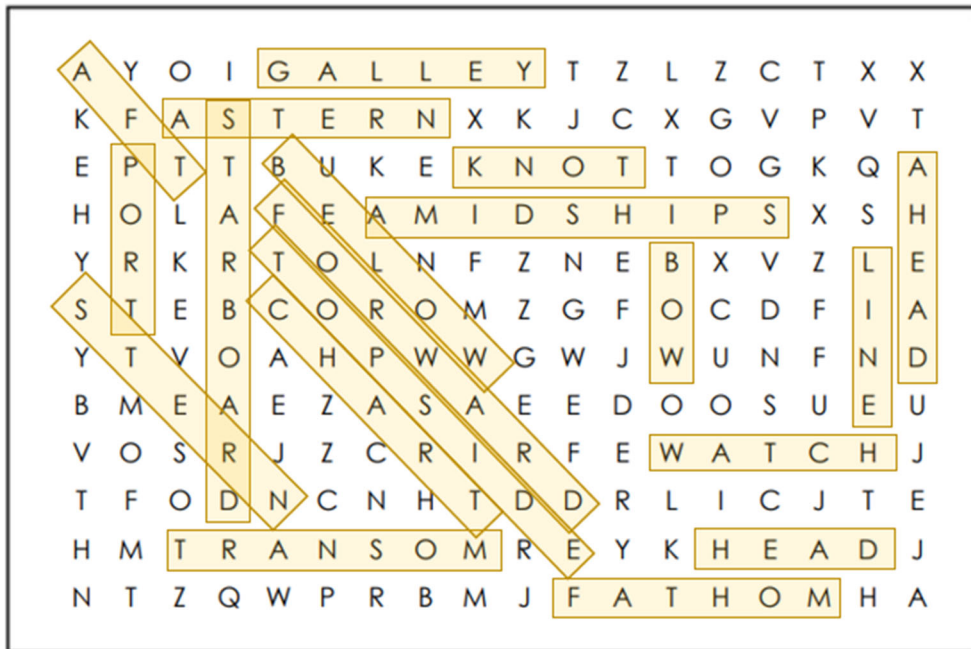 A Y O I G A L L E Y T Z L Z C T X X
K F A S T E R N X K J C X G V P V T
E P T T B U K E K N O T T O G K Q A
H O L A F E A M I D S H I P S X S H
Y R K R T O L N F Z N E B X V Z L E
S T E B C O R O M Z G F O C D F I A
Y T V O A H P W W G W J W U N F N D
B M E A E Z A S A E E D O O S U E U
V O S R J Z C R I R F E W A T C H J
T F O D N C N H T D D R L I C J T E
H M T R A N S O M R E Y K H E A D J
N T Z Q W P R B M J F A T H O M H A